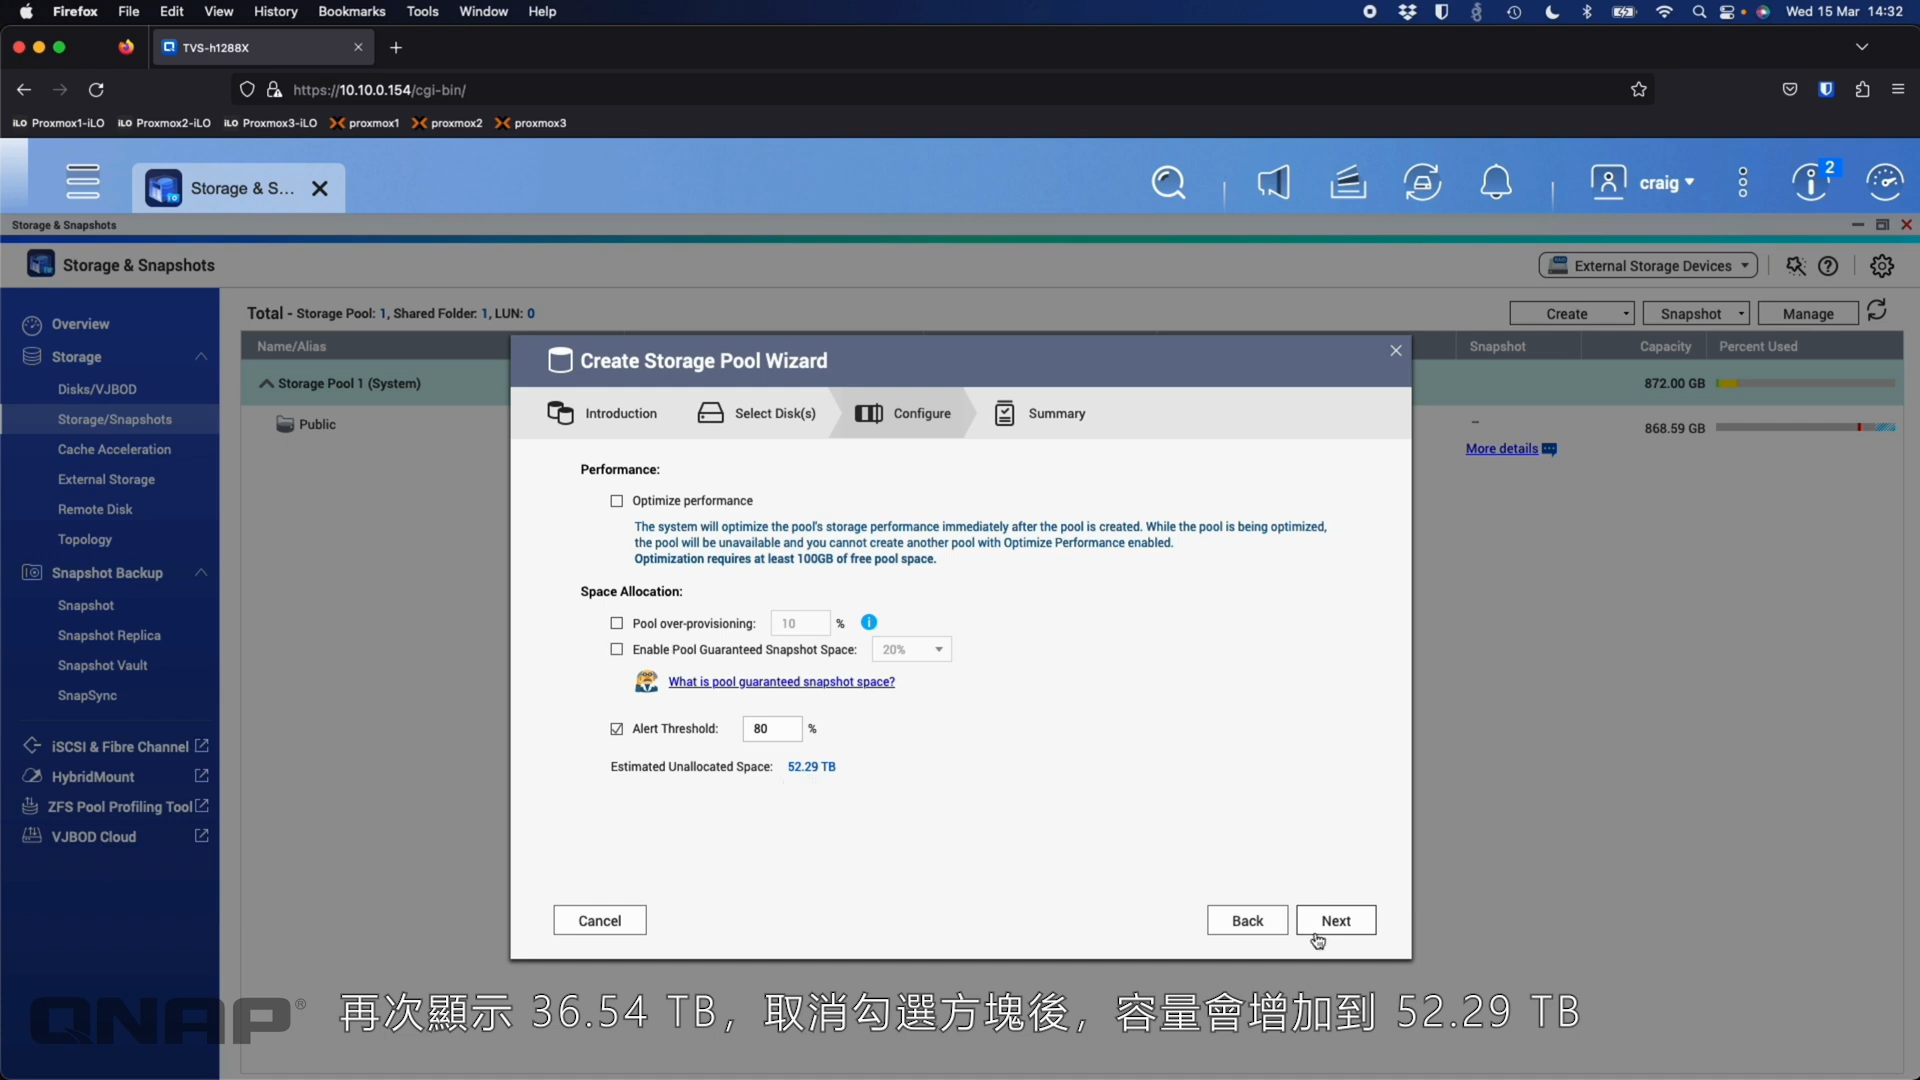 Firefox File Edit View History Bookmarks Tools Window Help
Wed 15 Mar 14:32
TVS-h1288X
https://10.10.0.154/cgi-bin/
iLO Proxmox1-iLO iLO Proxmox2-iLO iLO Proxmox3-iLO proxmox1 proxmox2 proxmox3
Storage & S...
craig
2
Storage & Snapshots
Storage & Snapshots
External Storage Devices
Overview
Storage
Disks/VJBOD
Storage/Snapshots
Cache Acceleration
External Storage
Remote Disk
Topology
Snapshot Backup
Snapshot
Snapshot Replica
Snapshot Vault
SnapSync
iSCSI & Fibre Channel
HybridMount
ZFS Pool Profiling Tool
VJBOD Cloud
Total - Storage Pool: 1, Shared Folder: 1, LUN: 0
Create
Snapshot
Manage
Name/Alias
Snapshot
Capacity
Percent Used
Storage Pool 1 (System)
872.00 GB
Public
--
868.59 GB
More details
Create Storage Pool Wizard
Introduction
Select Disk(s)
Configure
Summary
Performance:
Optimize performance
The system will optimize the pool's storage performance immediately after the pool is created. While the pool is being optimized,
the pool will be unavailable and you cannot create another pool with Optimize Performance enabled.
Optimization requires at least 100GB of free pool space.
Space Allocation:
Pool over-provisioning: 10 %
Enable Pool Guaranteed Snapshot Space: 20%
What is pool guaranteed snapshot space?
Alert Threshold: 80 %
Estimated Unallocated Space: 52.29 TB
Cancel
Back
Next
QNAP®
再次顯示 36.54 TB，取消勾選方塊後，容量會增加到 52.29 TB